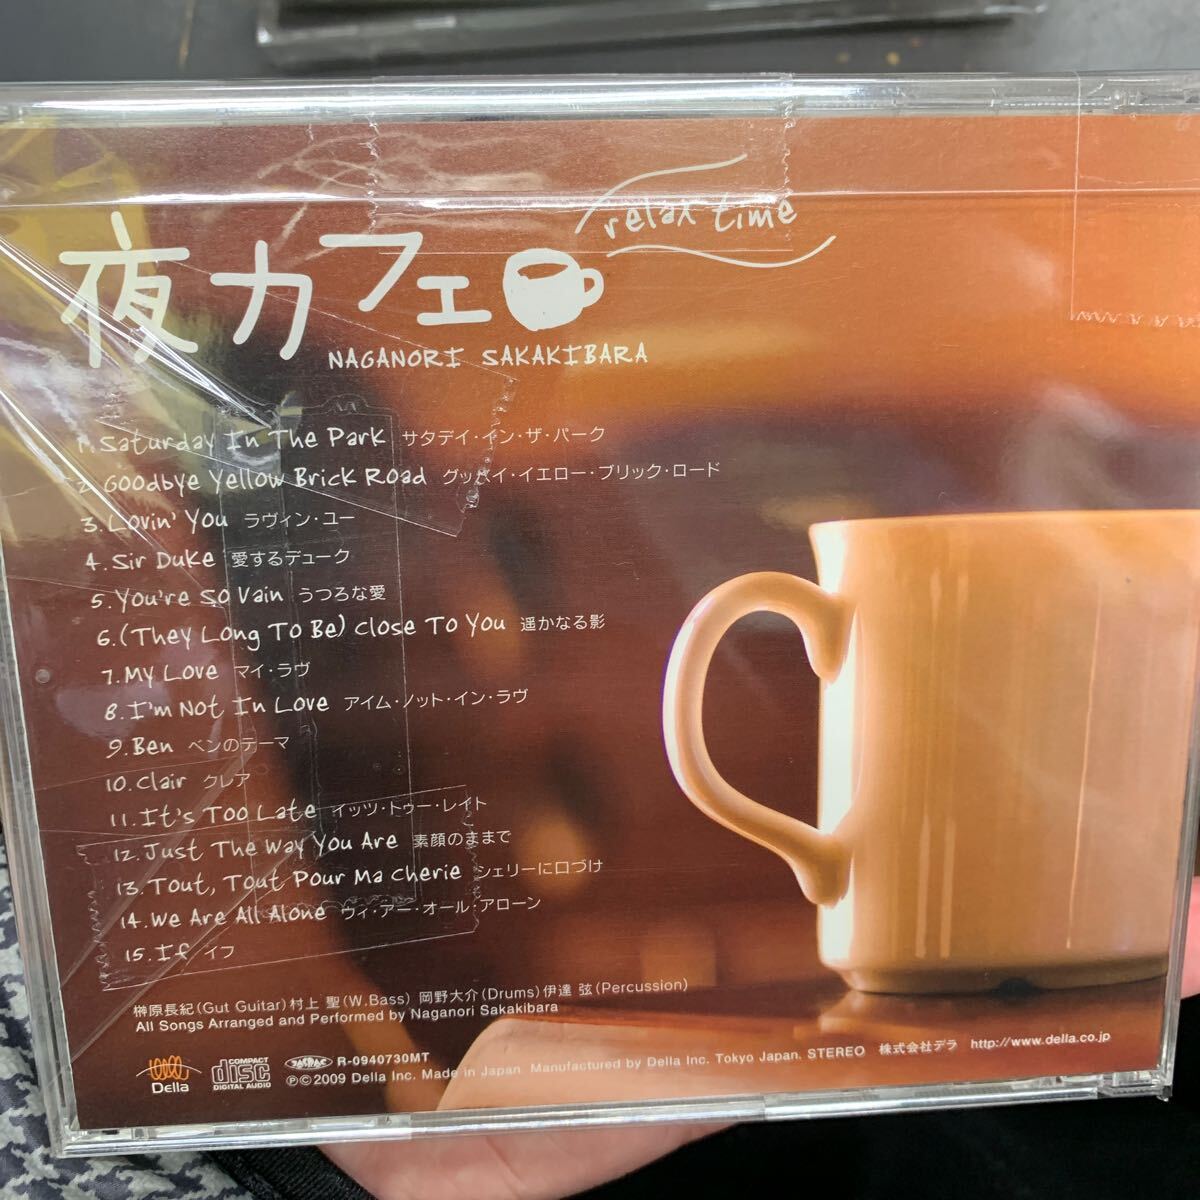 relax time
夜カフェ
NAGANORI SAKAKIBARA
1. Saturday In The Park サタデイ・イン・ザ・パーク
2. Goodbye Yellow Brick Road グッバイ・イエロー・ブリック・ロード
3. Lovin' You ラヴィン・ユー
4. Sir Duke 愛するデューク
5. You're So Vain うつろな愛
6. (They Long To Be) Close To You 遥かなる影
7. My Love マイ・ラヴ
8. I'm Not In Love アイム・ノット・イン・ラヴ
9. Ben ベンのテーマ
10. Clair クレア
11. It's Too Late イッツ・トゥー・レイト
12. Just The Way You Are 素顔のままで
13. Tout, Tout Pour Ma Cherie シェリーに口づけ
14. We Are All Alone ウィ・アー・オール・アローン
15. If イフ
榊原長紀(Gut Guitar) 村上 聖(W.Bass) 岡野大介(Drums) 伊達 弦(Percussion)
All Songs Arranged and Performed by Naganori Sakakibara
Della COMPACT disc DIGITAL AUDIO JASRAC R-0940730MT
℗©2009 Della Inc. Made in Japan. Manufactured by Della Inc. Tokyo Japan. STEREO 株式会社デラ http://www.della.co.jp